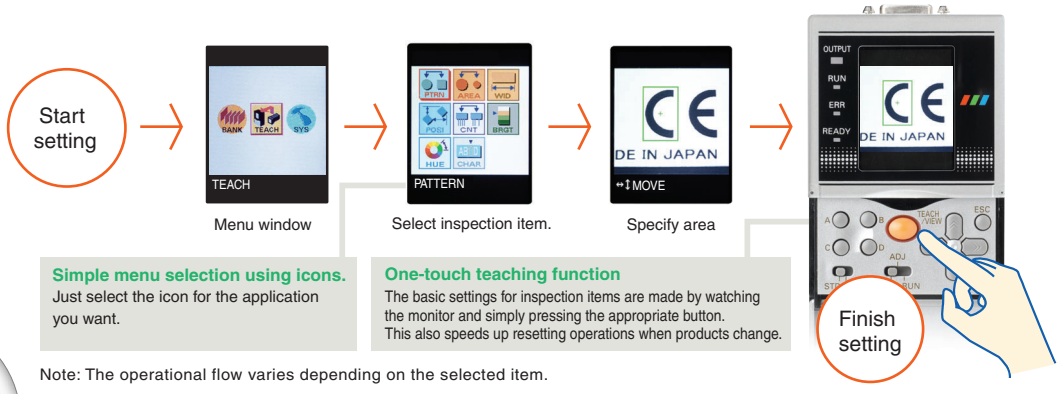 Start
setting
BANK
TEACH
SYS
TEACH
Menu window
PTRN
AREA
WID
POSI
CNT
BRGT
HUE
CHAR
PATTERN
Select inspection item.
CE
DE IN JAPAN
↔↕MOVE
Specify area
OUTPUT
RUN
ERR
READY
CE
DE IN JAPAN
A
B
TEACH
/VIEW
ESC
C
D
ADJ
RUN
Finish
setting
Simple menu selection using icons.
Just select the icon for the application
you want.
One-touch teaching function
The basic settings for inspection items are made by watching
the monitor and simply pressing the appropriate button.
This also speeds up resetting operations when products change.
Note: The operational flow varies depending on the selected item.